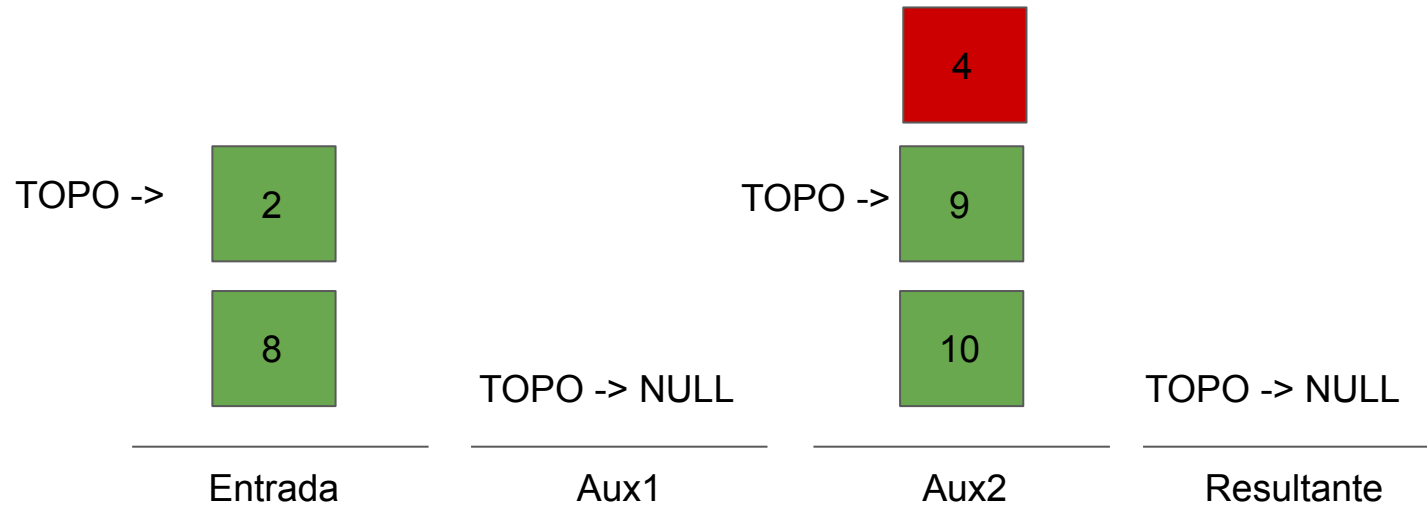 4
TOPO -> 2 TOPO -> 9
8 10
TOPO -> NULL TOPO -> NULL
Entrada Aux1 Aux2 Resultante